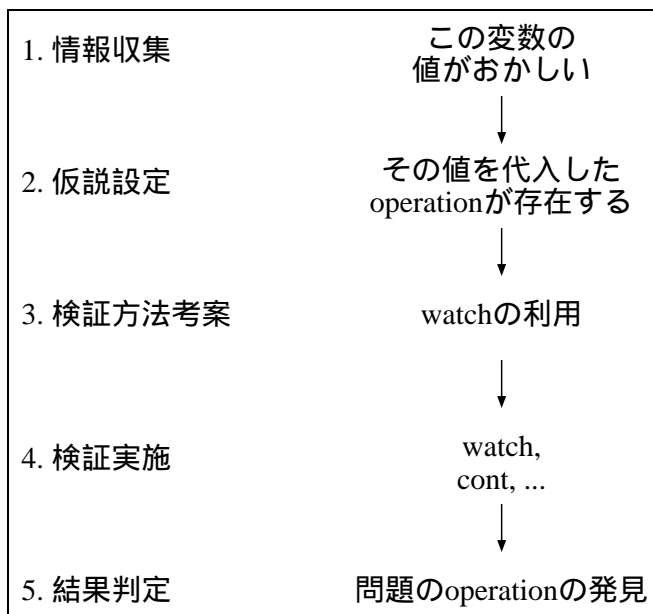 1. 情報収集
この変数の
値がおかしい
2. 仮説設定
その値を代入した
operationが存在する
3. 検証方法考案
watchの利用
4. 検証実施
watch,
cont, ...
5. 結果判定
問題のoperationの発見